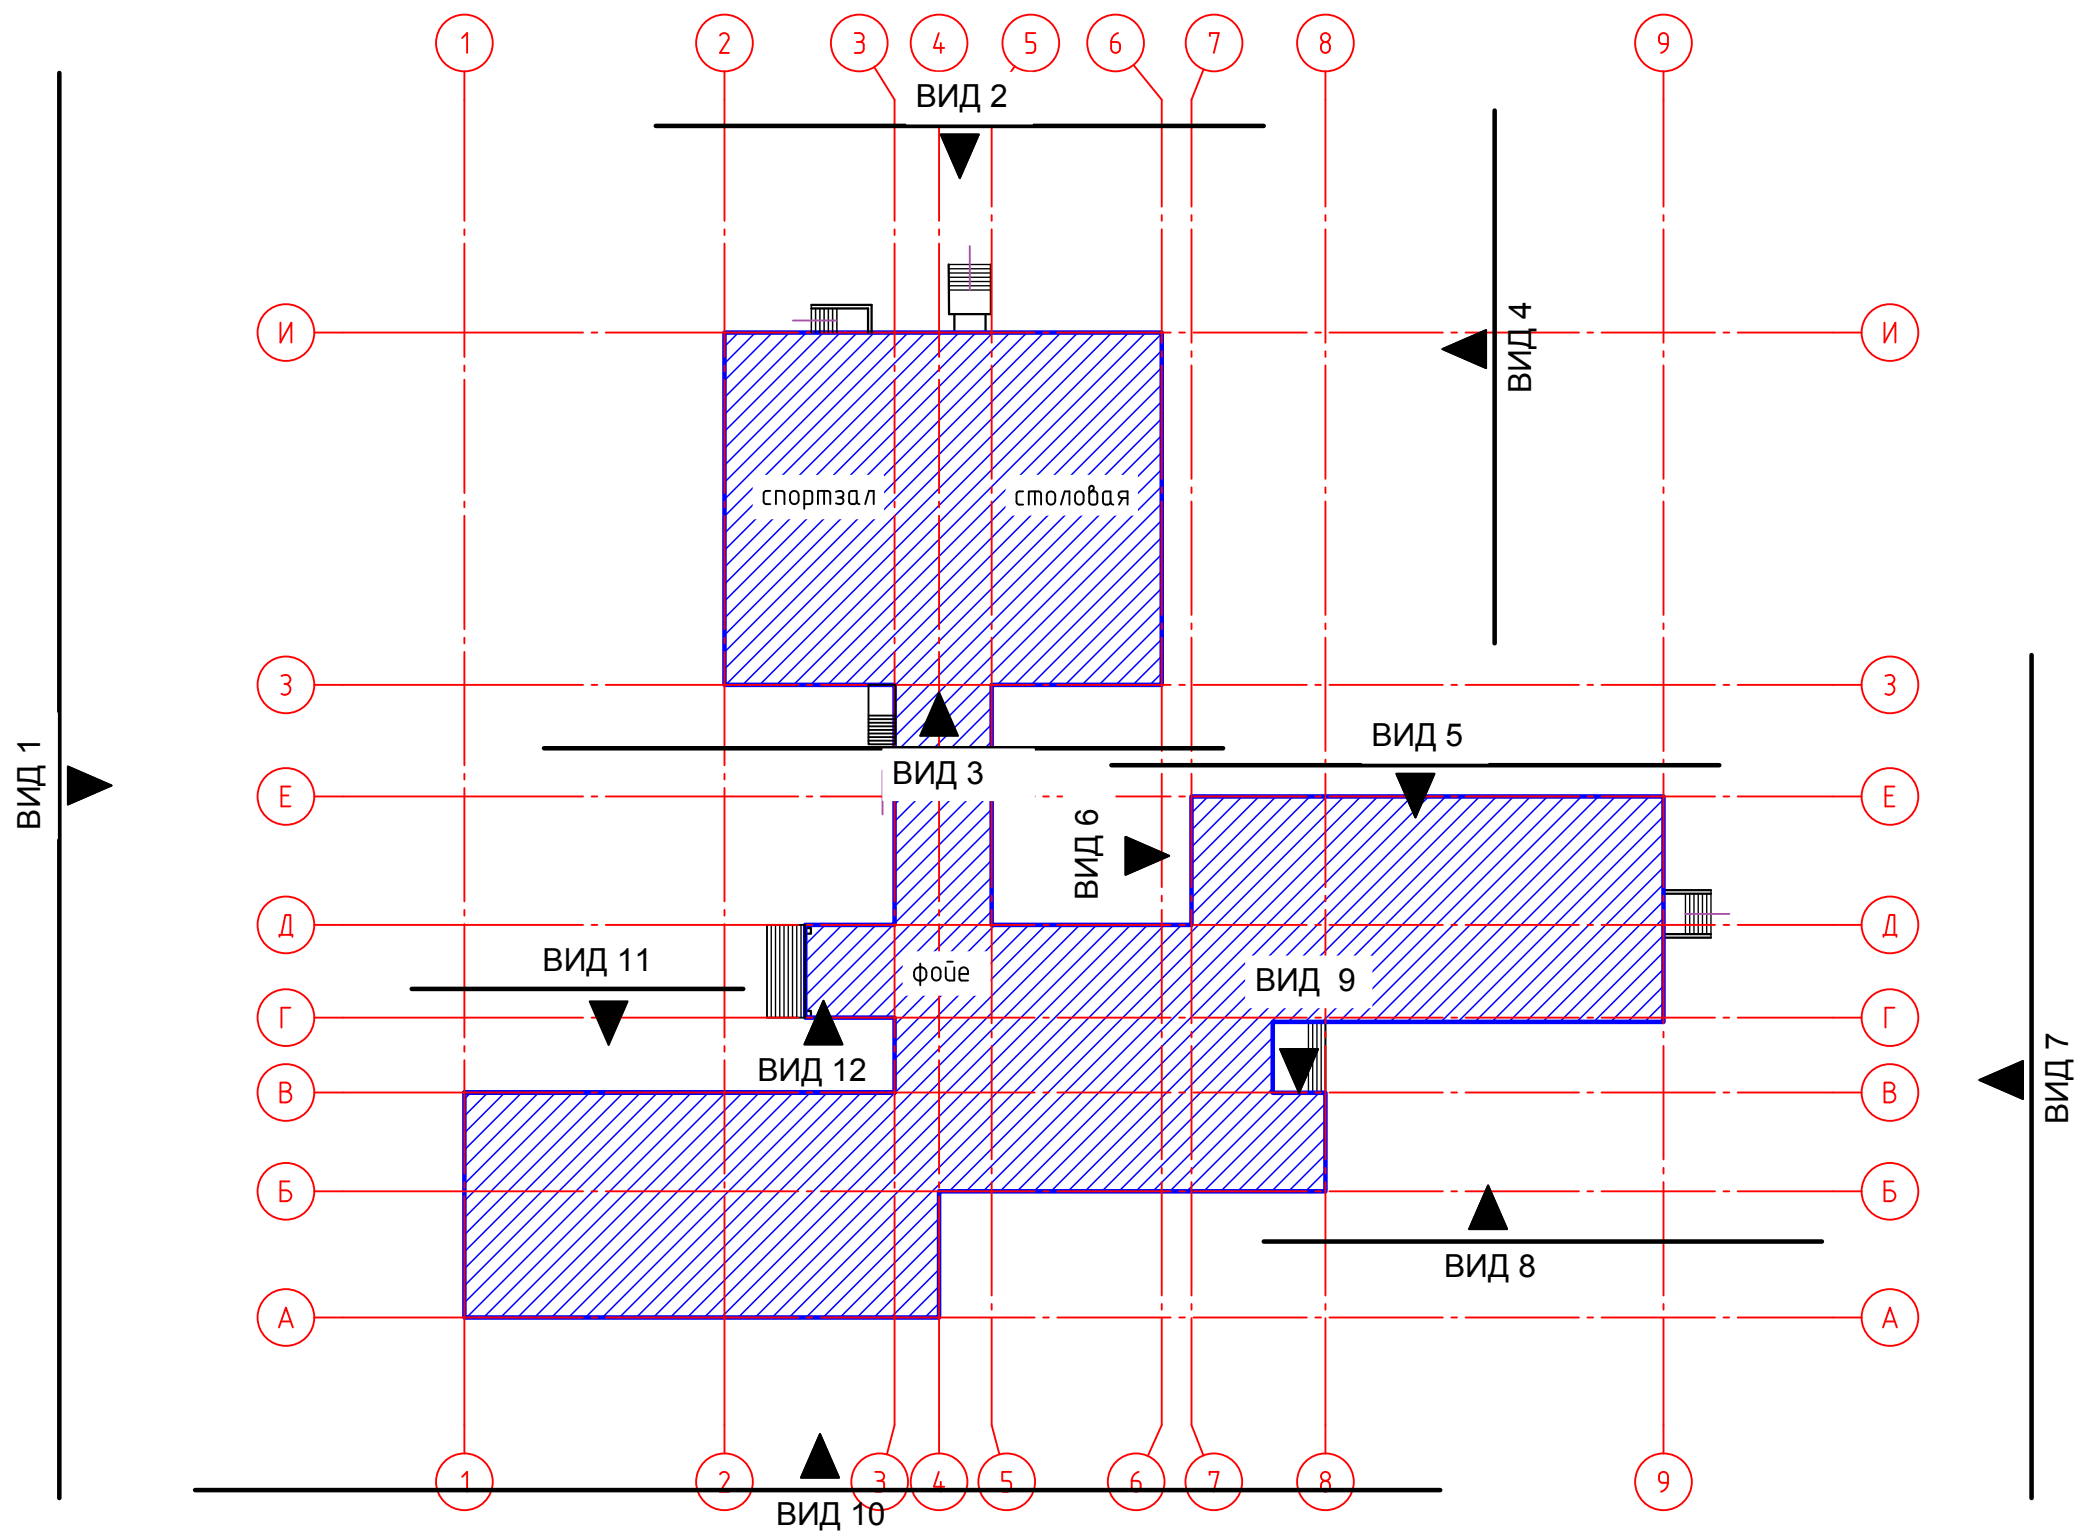 1 2 3 4 5 6 7 8 9
ВИД 2
И И
ВИД 4
спортзал столовая
З З
ВИД 5
ВИД 1
ВИД 3
Е Е
ВИД 6
Д Д
ВИД 11
фойе
ВИД 9
Г Г
ВИД 12
ВИД 7
В В
Б Б
ВИД 8
А А
1 2 3 4 5 6 7 8 9
ВИД 10